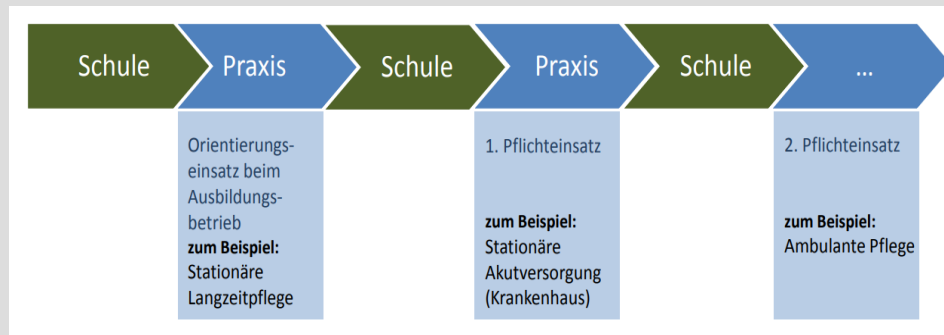 Schule
Praxis
Schule
Praxis
Schule
...
Orientierungs-
einsatz beim
Ausbildungs-
betrieb
zum Beispiel:
Stationäre
Langzeitpflege
1. Pflichteinsatz
zum Beispiel:
Stationäre
Akutversorgung
(Krankenhaus)
2. Pflichteinsatz
zum Beispiel:
Ambulante Pflege